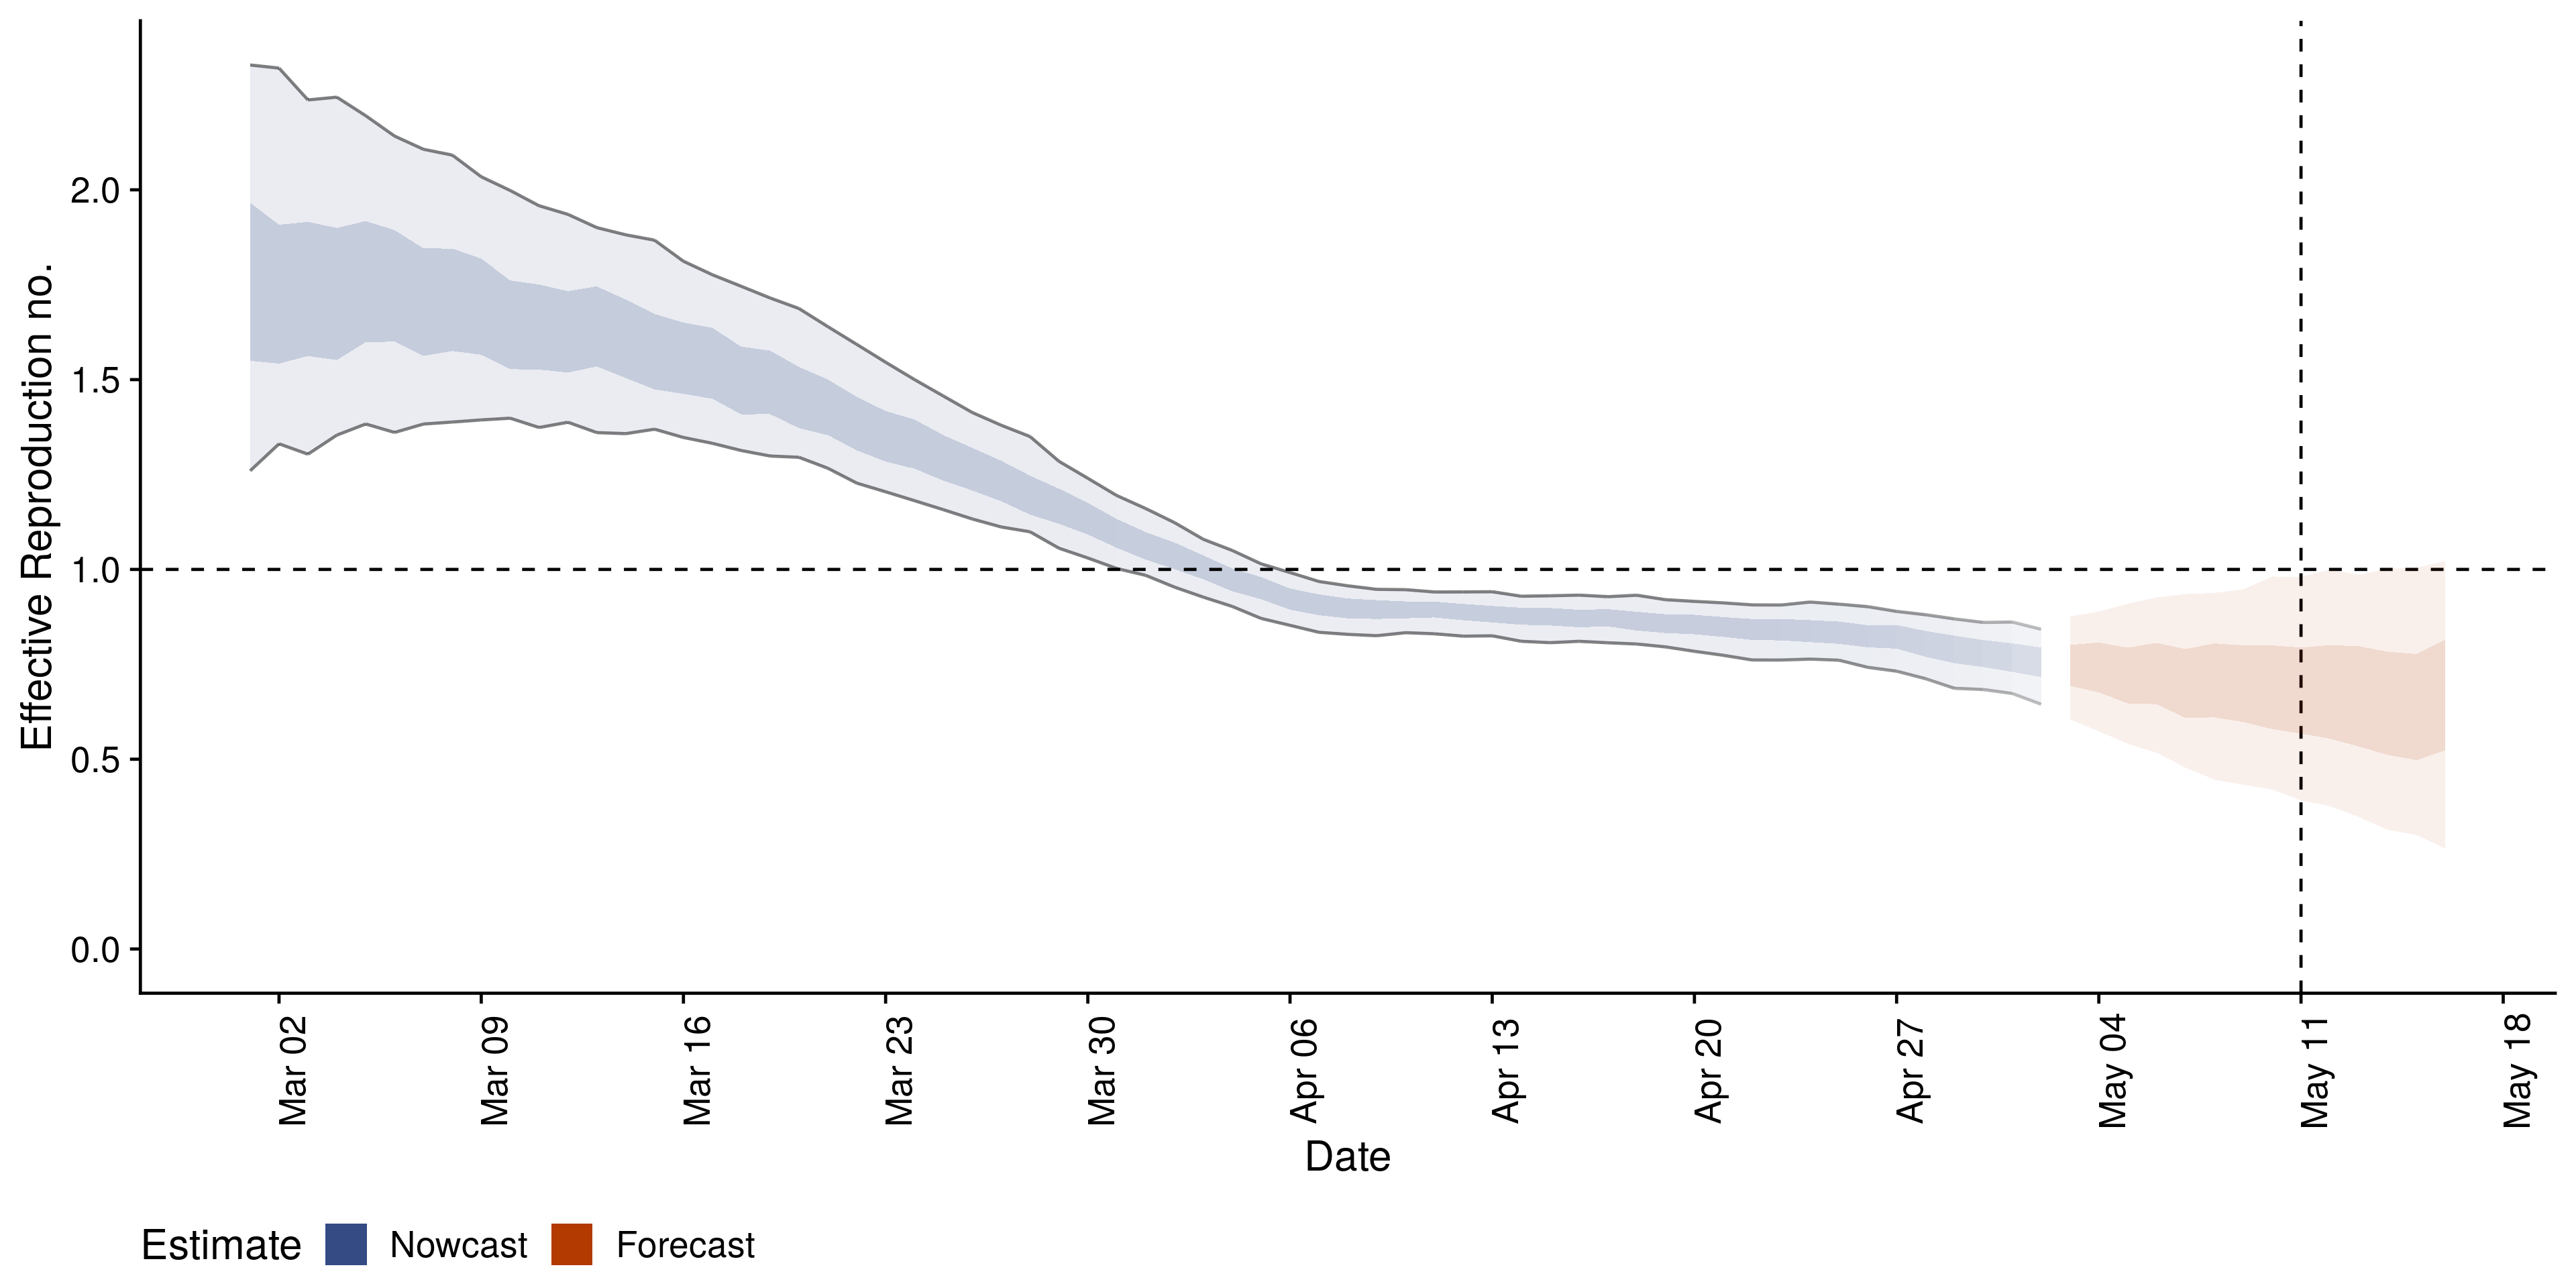 Effective Reproduction no.
2.0
1.5
1.0
0.5
0.0
Mar 02
Mar 09
Mar 16
Mar 23
Mar 30
Apr 06
Apr 13
Apr 20
Apr 27
May 04
May 11
May 18
Date
Estimate Nowcast Forecast